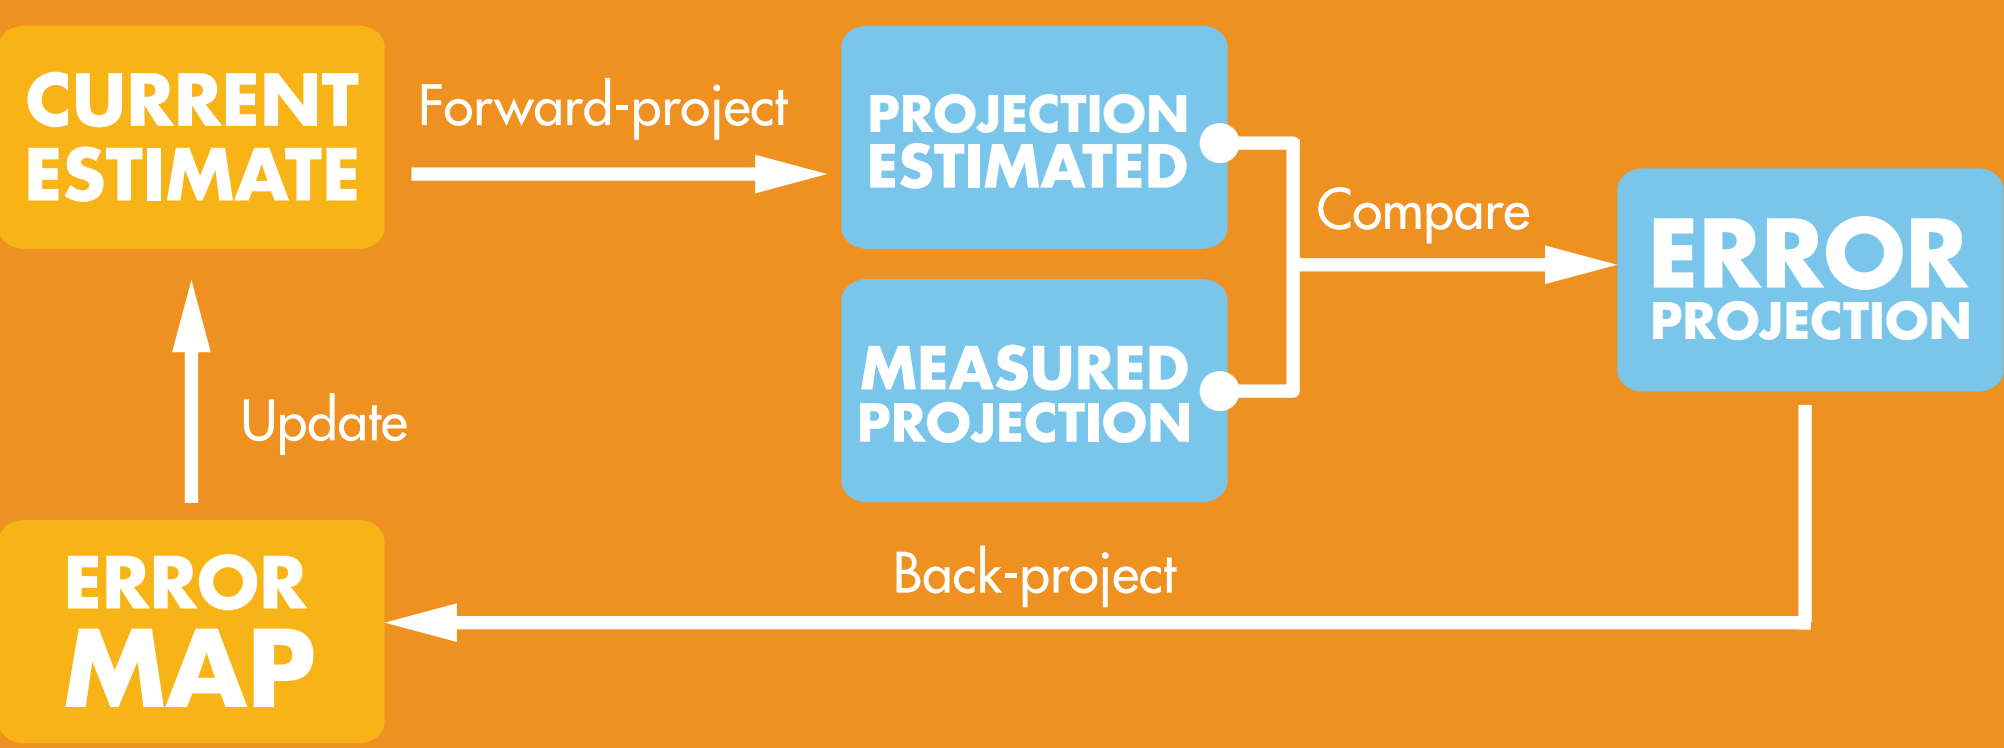 CURRENT
ESTIMATE
Forward-project
PROJECTION
ESTIMATED
Compare
ERROR
PROJECTION
MEASURED
PROJECTION
Update
Back-project
ERROR
MAP